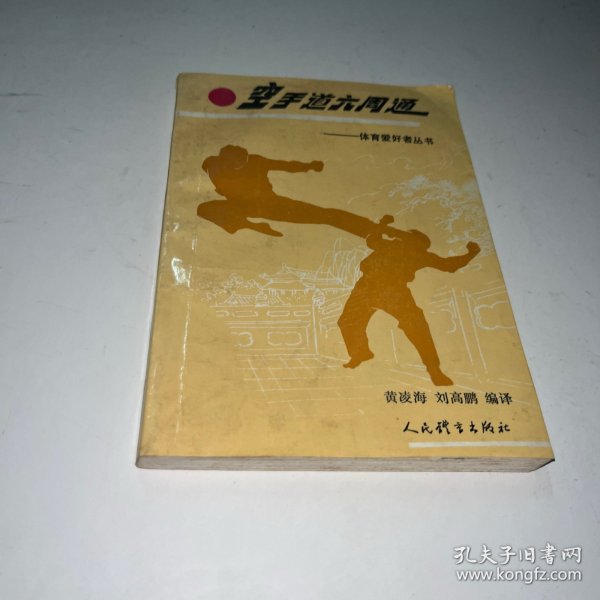 空手道六周通
——体育爱好者丛书
黄凌海 刘高鹏 编译
人民体育出版社
孔夫子旧书网
www.kongfz.com